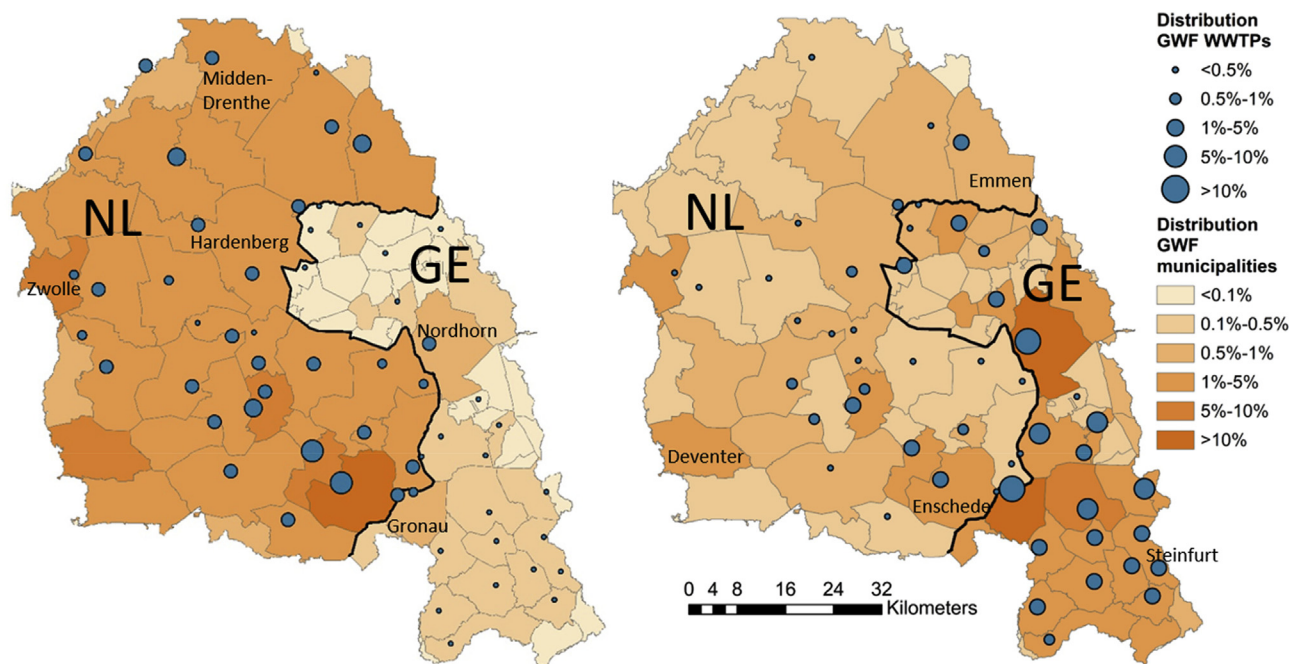 Midden-
Drenthe
NL
Hardenberg
GE
Zwolle
Nordhorn
Gronau
NL
Emmen
GE
Deventer
Enschede
Steinfurt
0 2 4 8 16 24 32
Kilometers
Distribution
GWF WWTPs
<0.5%
0.5%-1%
1%-5%
5%-10%
>10%
Distribution
GWF
municipalities
<0.1%
0.1%-0.5%
0.5%-1%
1%-5%
5%-10%
>10%